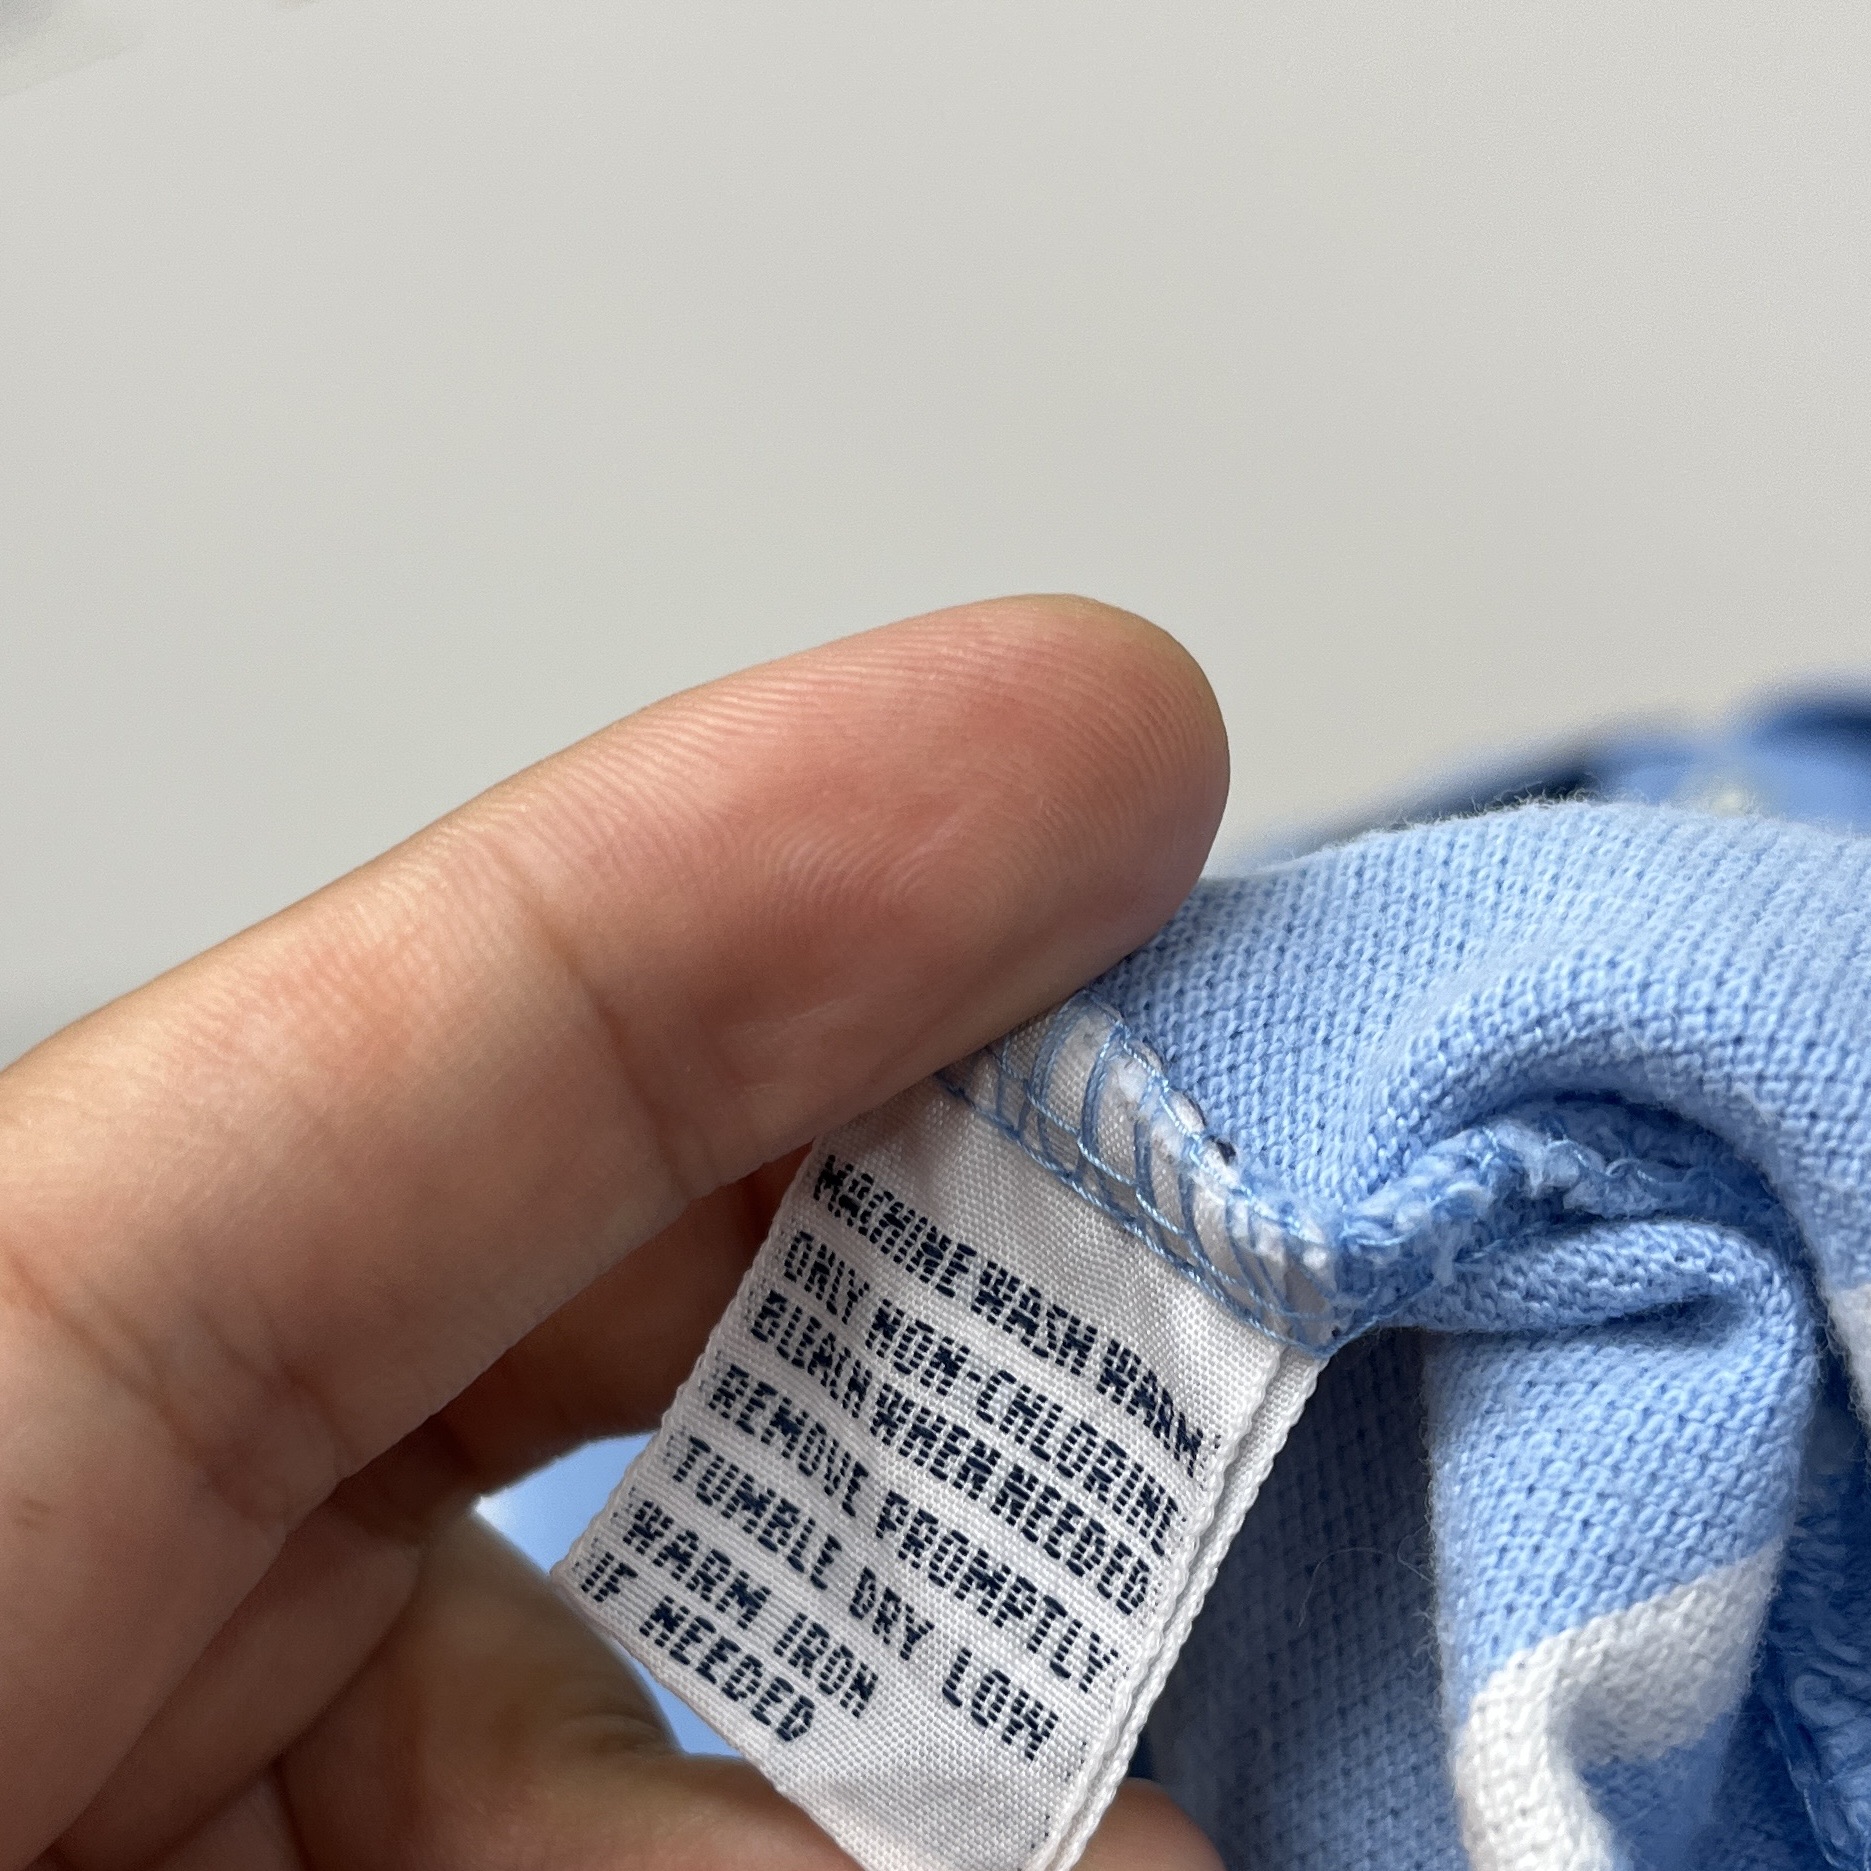 MACHINE WASH WARM
ONLY NON-CHLORINE
BLEACH WHEN NEEDED
REMOVE PROMPTLY
TUMBLE DRY LOW
WARM IRON
IF NEEDED